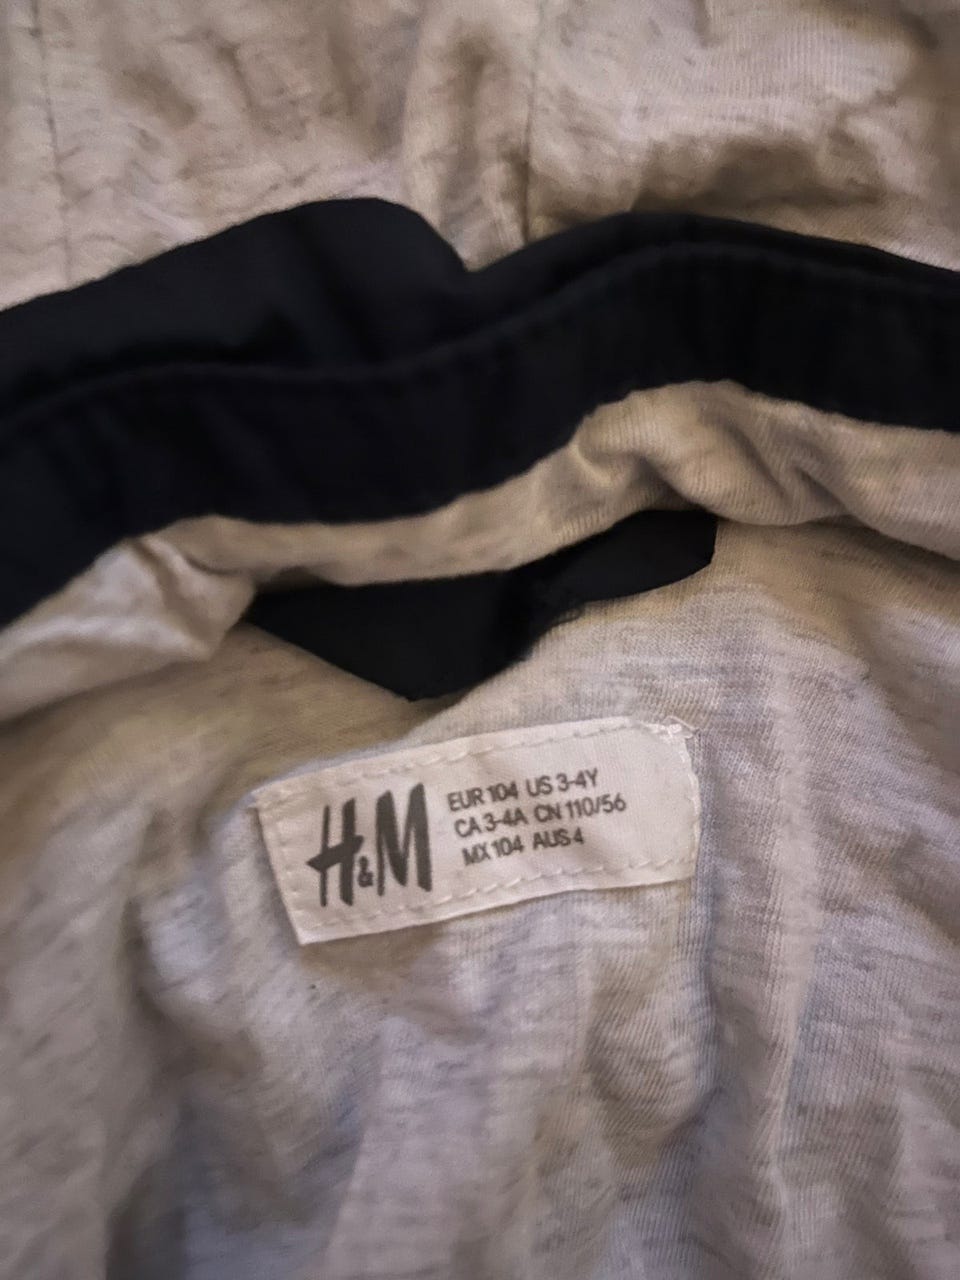 H&M
EUR 104 US 3-4Y
CA 3-4A CN 110/56
MX 104 AUS 4